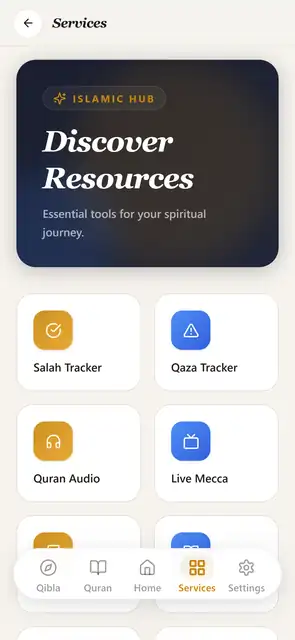 Services
ISLAMIC HUB
Discover
Resources
Essential tools for your spiritual
journey.
Salah Tracker
Qaza Tracker
Quran Audio
Live Mecca
Qibla
Quran
Home
Services
Settings